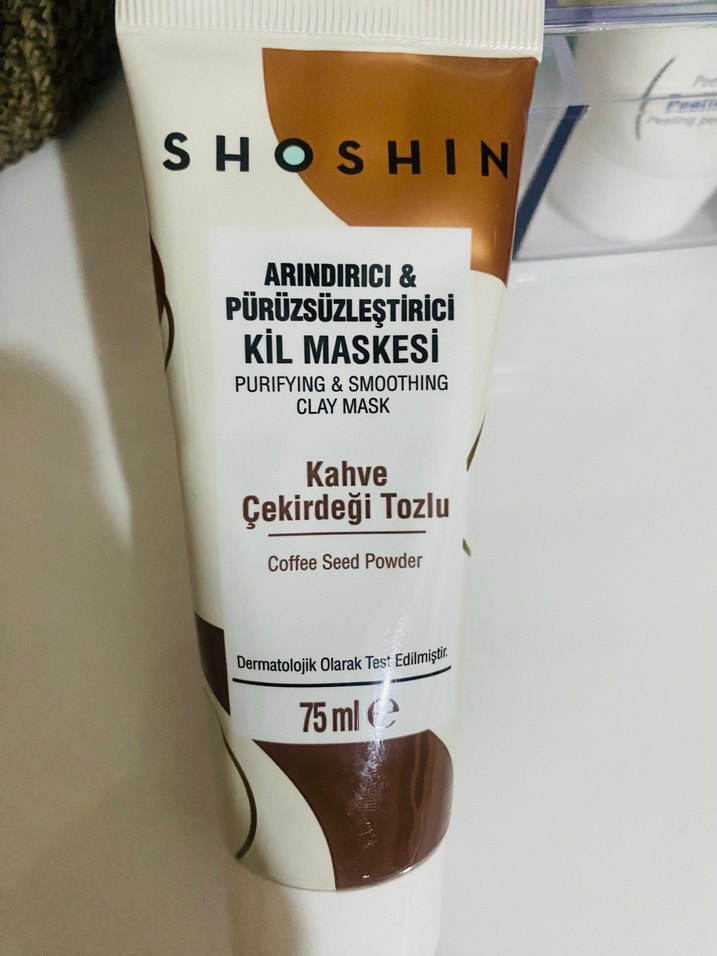 SHOSHIN
ARINDIRICI &
PÜRÜZSÜZLEŞTİRİCİ
KİL MASKESİ
PURIFYING & SMOOTHING
CLAY MASK
Kahve
Çekirdeği Tozlu
Coffee Seed Powder
Dermatolojik Olarak Test Edilmiştir.
75 ml e
Peeling